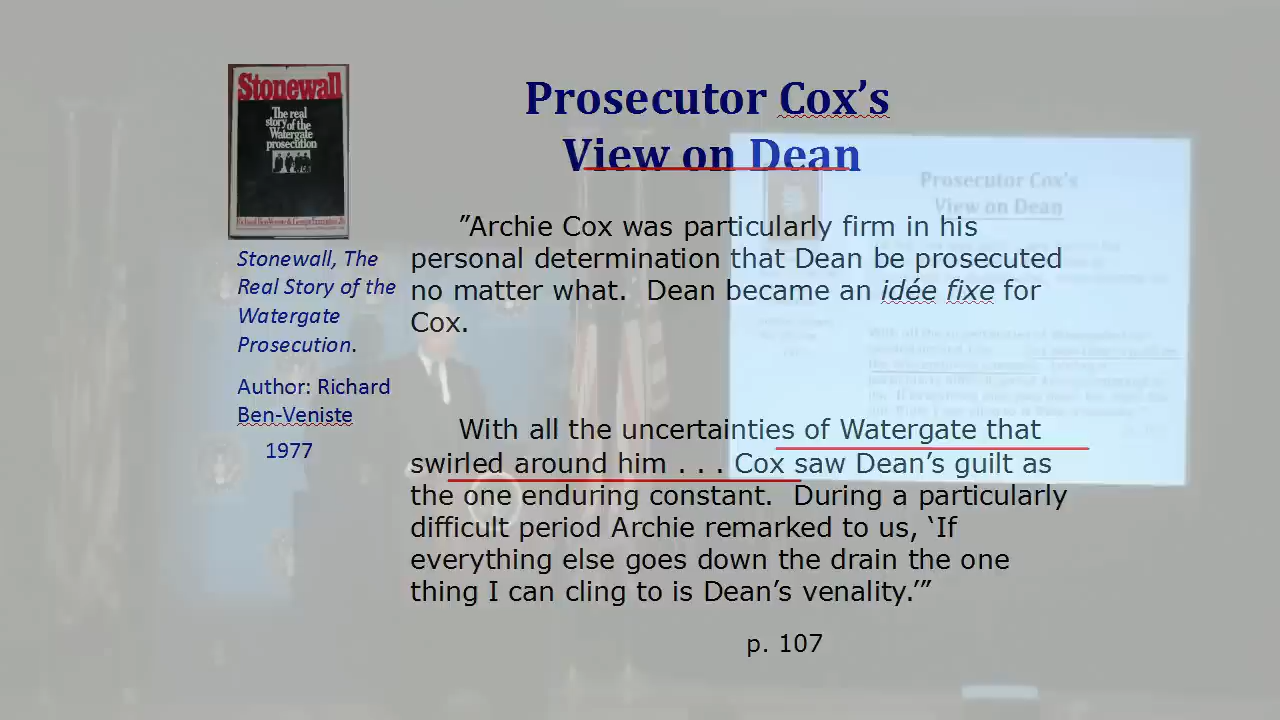 Stonewall
The real
story of the
Watergate
prosecution
Stonewall, The
Real Story of the
Watergate
Prosecution.
Author: Richard
Ben-Veniste
1977
Prosecutor Cox’s
View on Dean
”Archie Cox was particularly firm in his
personal determination that Dean be prosecuted
no matter what.  Dean became an idée fixe for
Cox.
With all the uncertainties of Watergate that
swirled around him . . . Cox saw Dean’s guilt as
the one enduring constant.  During a particularly
difficult period Archie remarked to us, ‘If
everything else goes down the drain the one
thing I can cling to is Dean’s venality.’”
p. 107
Prosecutor Cox’s
View on Dean